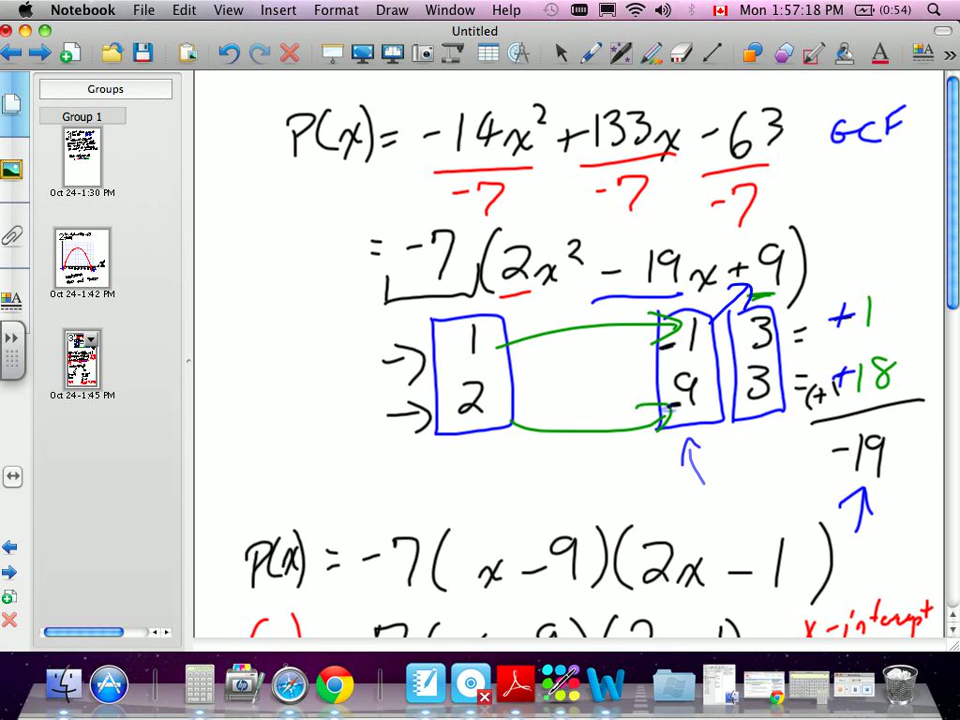 Notebook File Edit View Insert Format Draw Window Help Mon 1:57:18 PM (0:54)
Untitled
Groups
Group 1
Oct 24-1:30 PM
Oct 24-1:42 PM
Oct 24-1:45 PM
P(x) = -14x² + 133x - 63 GCF
-7 -7 -7
= -7 (2x² - 19x + 9)
→ 1 -1 3 = +1
→ 2 -9 3 = (+) +18
-19
P(x) = -7( x - 9)(2x - 1)
x-intercept